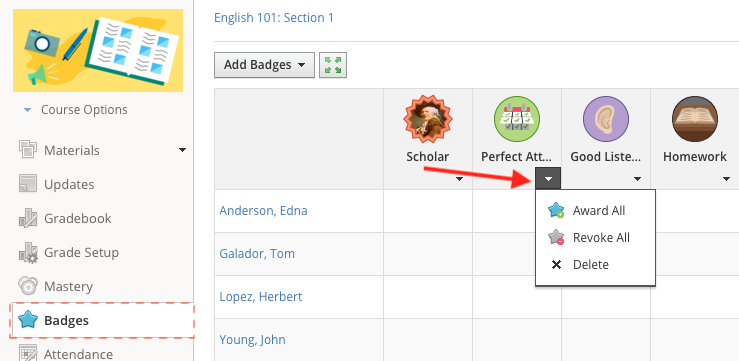 English 101: Section 1
Add Badges
Course Options
Materials
Updates
Gradebook
Grade Setup
Mastery
Badges
Attendance
Scholar
Perfect Att...
Good Liste...
Homework
Anderson, Edna
Galador, Tom
Lopez, Herbert
Young, John
Award All
Revoke All
Delete